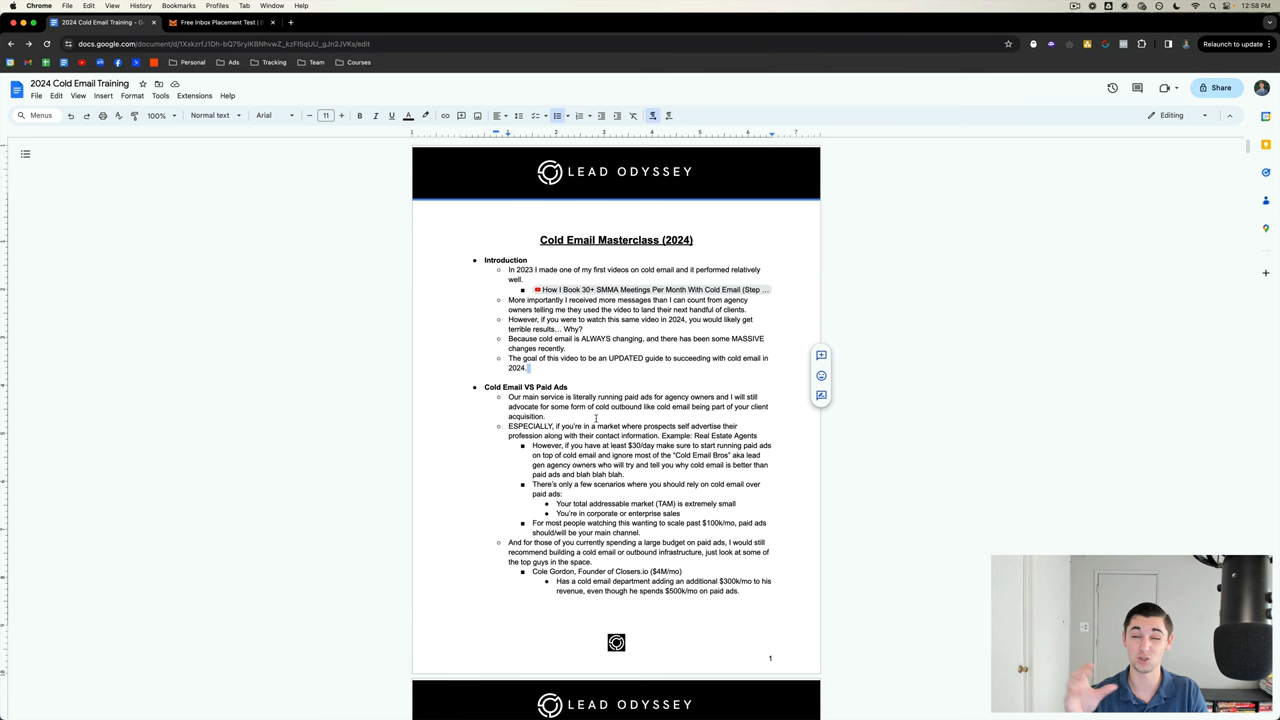 Chrome File Edit View History Bookmarks Profiles Tab Window Help 12:58 PM
2024 Cold Email Training - G Free Inbox Placement Test | B
docs.google.com/document/d/1XxkzrfJ1Dh-bQ75rylKBNhvwZ_kzFI5qUU_gJn2JVKs/edit Relaunch to update
Personal Ads Tracking Team Courses
2024 Cold Email Training
File Edit View Insert Format Tools Extensions Help Share
Menus 100% Normal text Arial 11 Editing
LEAD ODYSSEY
Cold Email Masterclass (2024)
Introduction
In 2023 I made one of my first videos on cold email and it performed relatively
well.
How I Book 30+ SMMA Meetings Per Month With Cold Email (Step ...
More importantly I received more messages than I can count from agency
owners telling me they used the video to land their next handful of clients.
However, if you were to watch this same video in 2024, you would likely get
terrible results... Why?
Because cold email is ALWAYS changing, and there has been some MASSIVE
changes recently.
The goal of this video to be an UPDATED guide to succeeding with cold email in
2024.
Cold Email VS Paid Ads
Our main service is literally running paid ads for agency owners and I will still
advocate for some form of cold outbound like cold email being part of your client
acquisition.
ESPECIALLY, if you're in a market where prospects self advertise their
profession along with their contact information. Example: Real Estate Agents
However, if you have at least $30/day make sure to start running paid ads
on top of cold email and ignore most of the "Cold Email Bros" aka lead
gen agency owners who will try and tell you why cold email is better than
paid ads and blah blah blah.
There's only a few scenarios where you should rely on cold email over
paid ads:
Your total addressable market (TAM) is extremely small
You're in corporate or enterprise sales
For most people watching this wanting to scale past $100k/mo, paid ads
should/will be your main channel.
And for those of you currently spending a large budget on paid ads, I would still
recommend building a cold email or outbound infrastructure, just look at some of
the top guys in the space.
Cole Gordon, Founder of Closers.io ($4M/mo)
Has a cold email department adding an additional $300k/mo to his
revenue, even though he spends $500k/mo on paid ads.
1
LEAD ODYSSEY